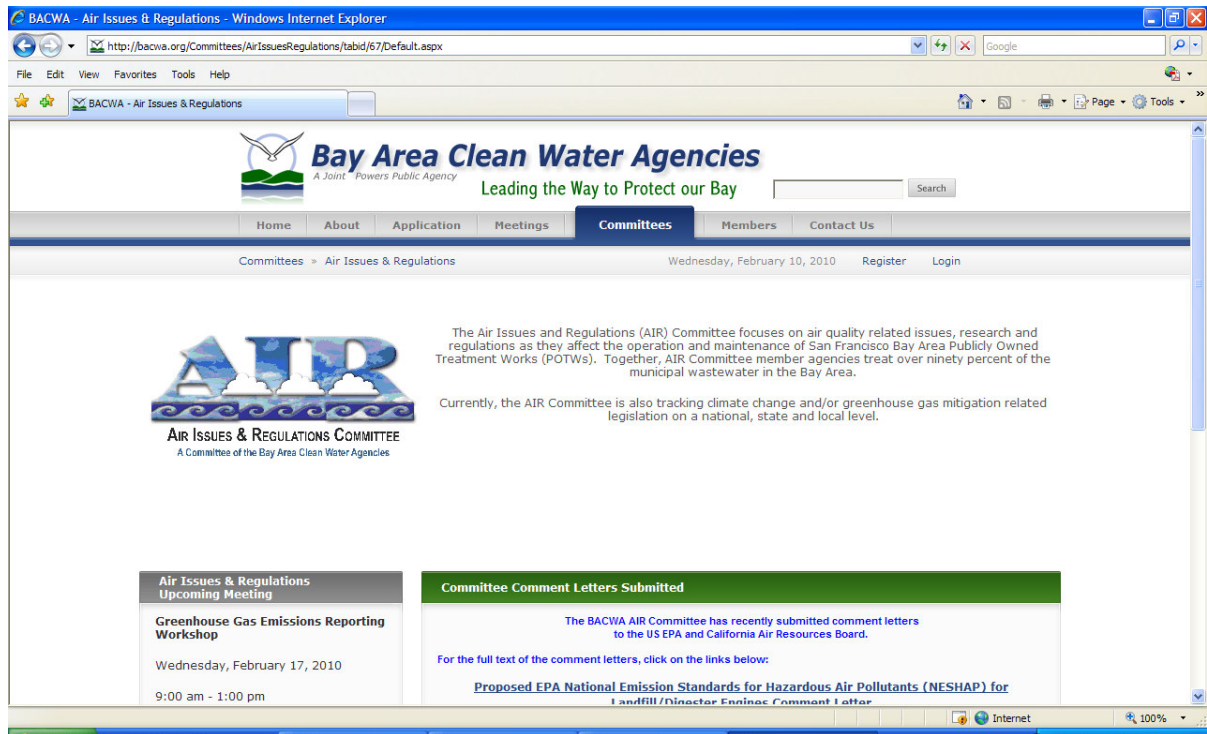 BACWA - Air Issues & Regulations - Windows Internet Explorer
http://bacwa.org/Committees/AirIssuesRegulations/tabid/67/Default.aspx
Google
File Edit View Favorites Tools Help
BACWA - Air Issues & Regulations
Page Tools »
Bay Area Clean Water Agencies
A Joint Powers Public Agency
Leading the Way to Protect our Bay
Search
Home About Application Meetings Committees Members Contact Us
Committees » Air Issues & Regulations Wednesday, February 10, 2010 Register Login
AIR
AIR ISSUES & REGULATIONS COMMITTEE
A Committee of the Bay Area Clean Water Agencies
The Air Issues and Regulations (AIR) Committee focuses on air quality related issues, research and
regulations as they affect the operation and maintenance of San Francisco Bay Area Publicly Owned
Treatment Works (POTWs). Together, AIR Committee member agencies treat over ninety percent of the
municipal wastewater in the Bay Area.
Currently, the AIR Committee is also tracking climate change and/or greenhouse gas mitigation related
legislation on a national, state and local level.
Air Issues & Regulations
Upcoming Meeting
Greenhouse Gas Emissions Reporting
Workshop
Wednesday, February 17, 2010
9:00 am - 1:00 pm
Committee Comment Letters Submitted
The BACWA AIR Committee has recently submitted comment letters
to the US EPA and California Air Resources Board.
For the full text of the comment letters, click on the links below:
Proposed EPA National Emission Standards for Hazardous Air Pollutants (NESHAP) for
Landfill/Digester Engines Comment Letter
Internet 100%